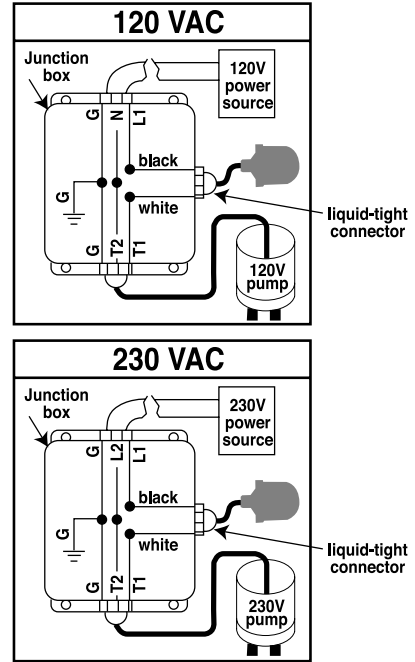 120 VAC
Junction
box
120V
power
source
G
N
L1
black
G
white
G
T2
T1
liquid-tight
connector
120V
pump
230 VAC
Junction
box
230V
power
source
G
L2
L1
black
G
white
G
T2
T1
liquid-tight
connector
230V
pump